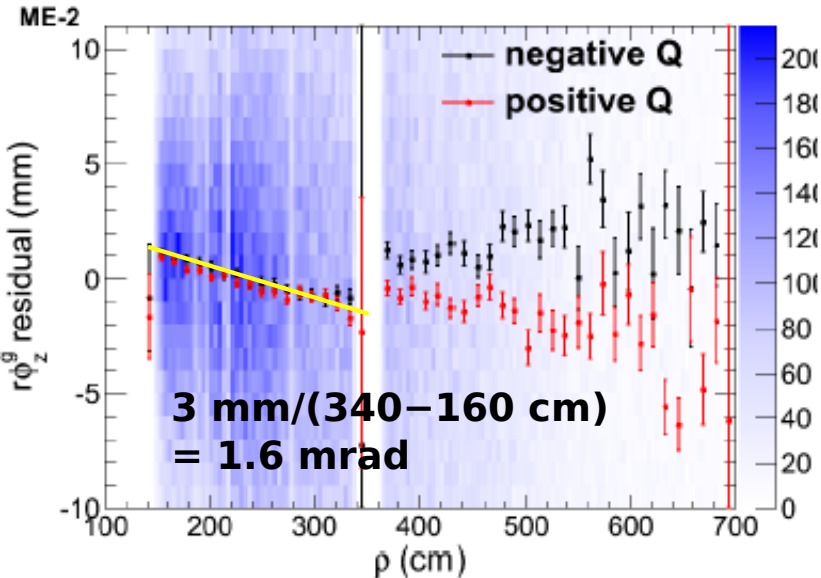 ME-2
10
5
0
-5
-10
rϕ_z^g residual (mm)
negative Q
positive Q
3 mm/(340−160 cm)
= 1.6 mrad
100 200 300 400 500 600 700
ρ (cm)
200
180
160
140
120
100
80
60
40
20
0